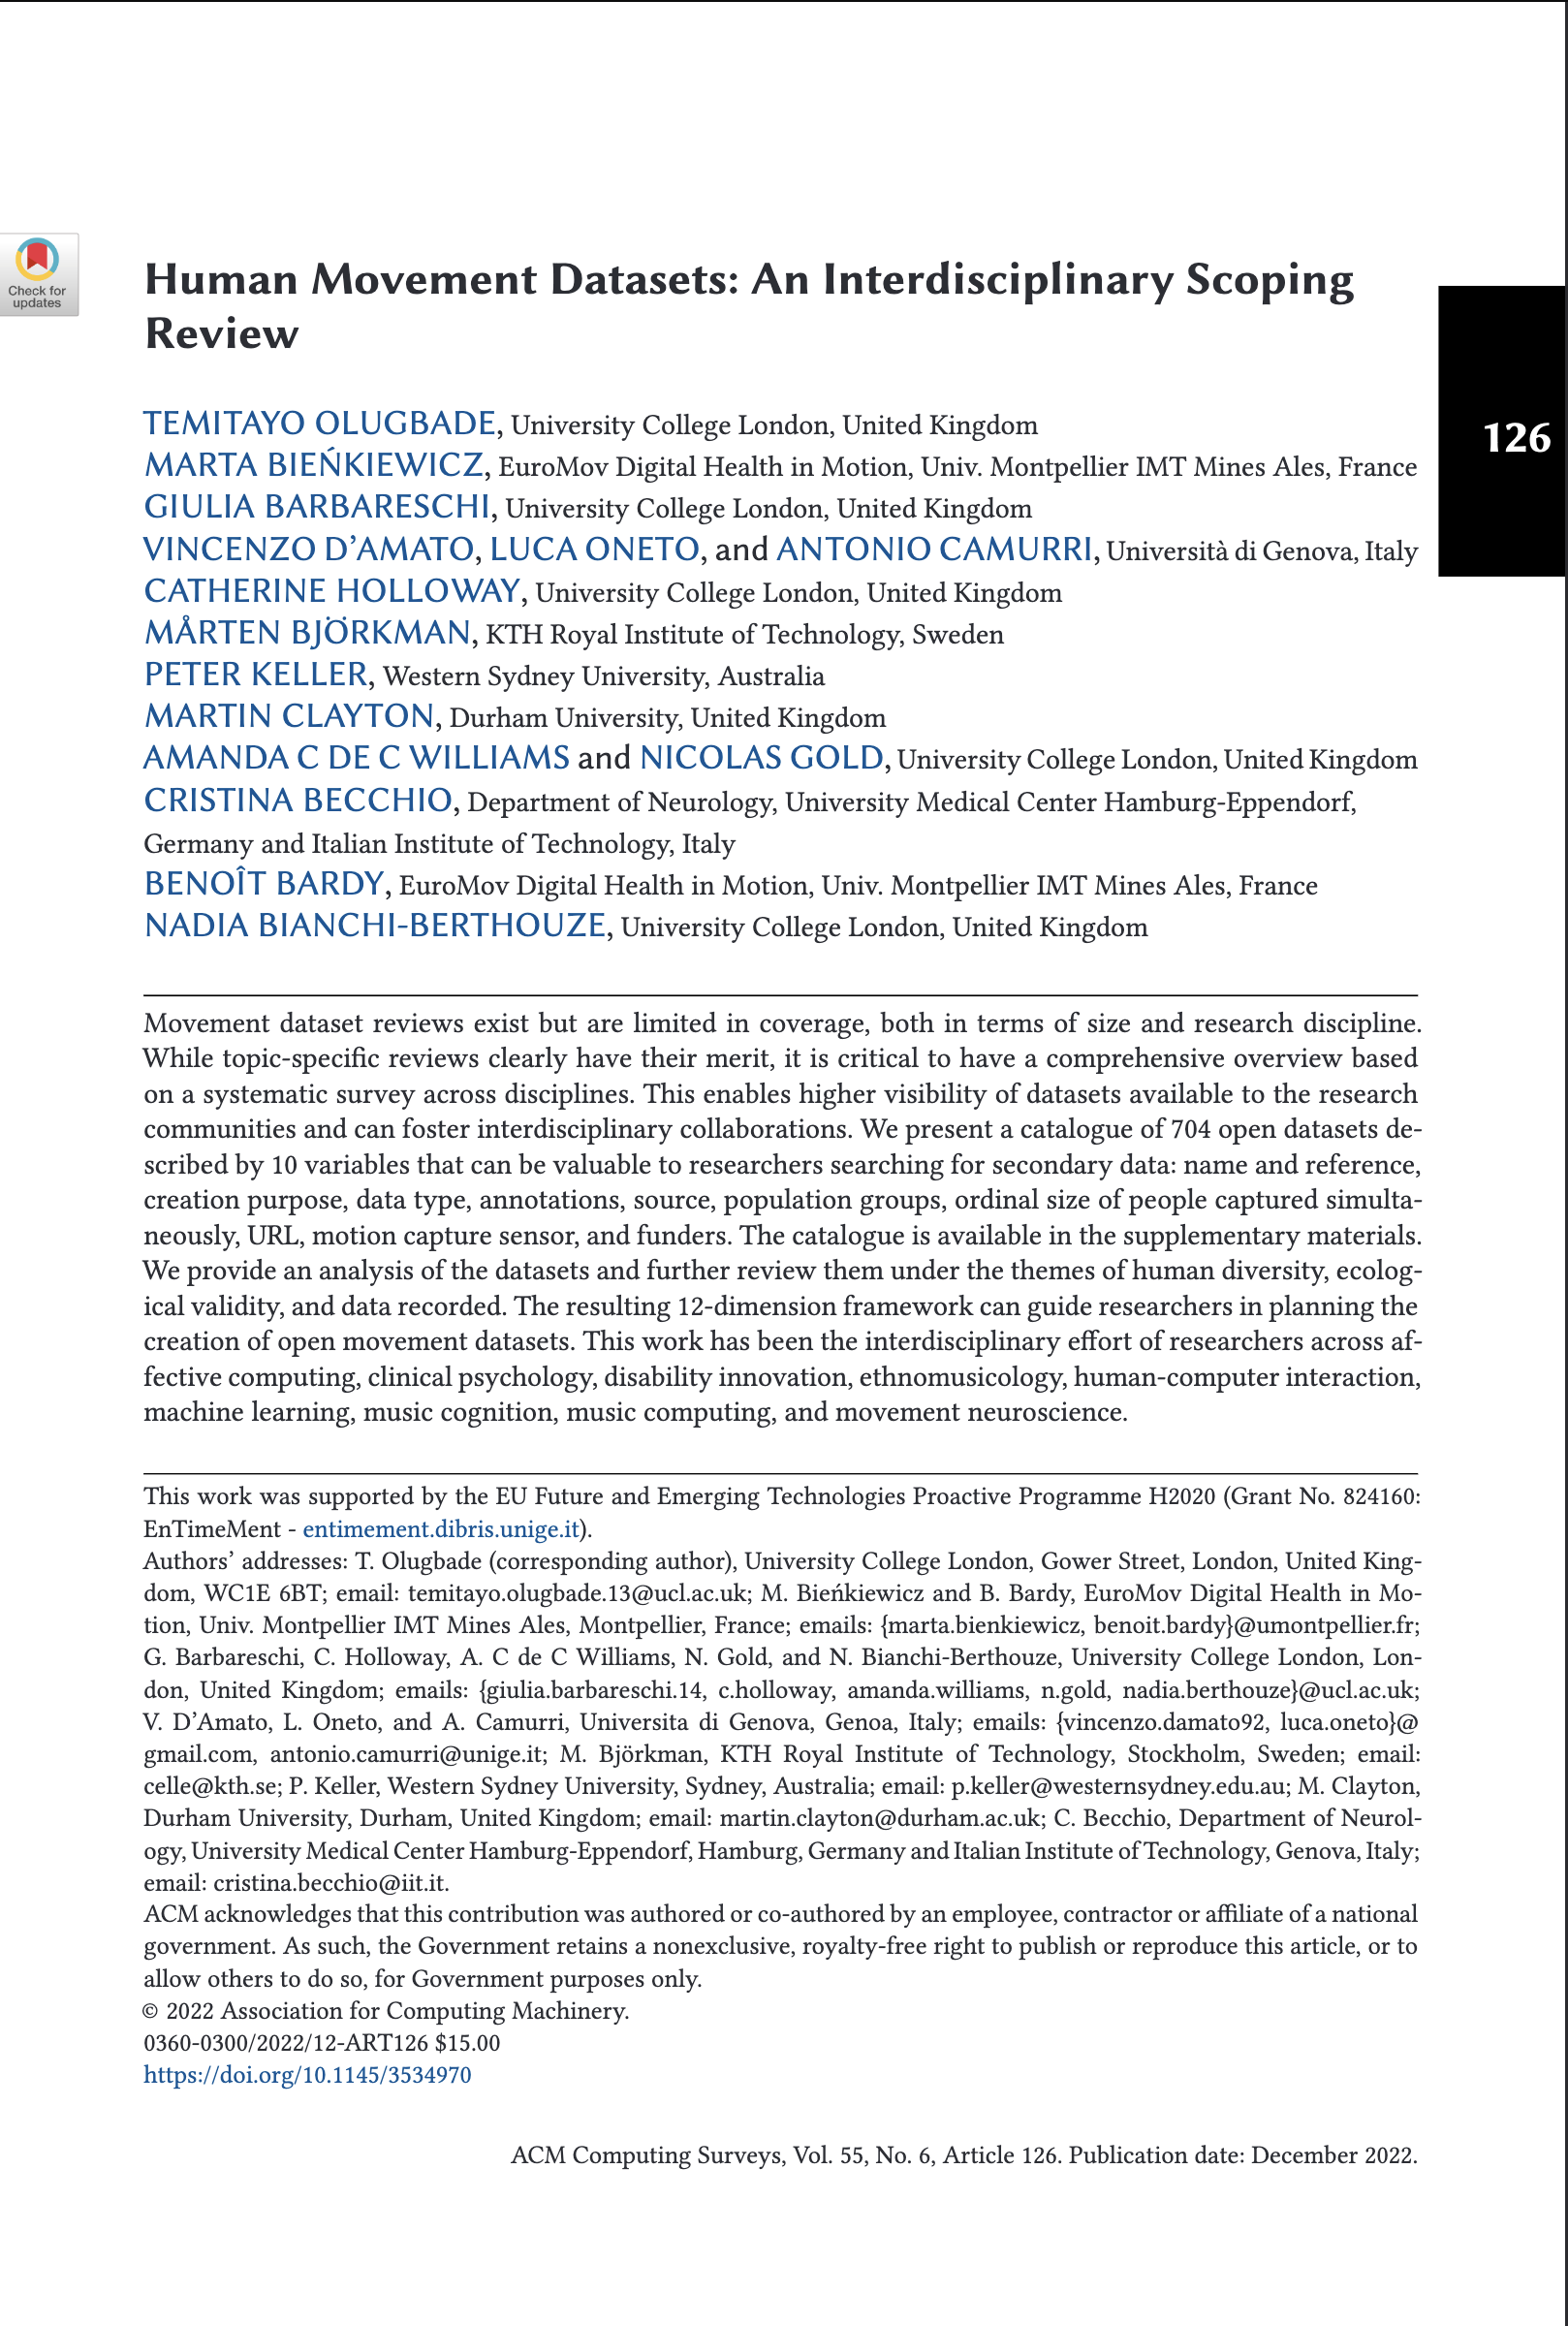 Check for
updates
Human Movement Datasets: An Interdisciplinary Scoping
Review
126
TEMITAYO OLUGBADE, University College London, United Kingdom
MARTA BIEŃKIEWICZ, EuroMov Digital Health in Motion, Univ. Montpellier IMT Mines Ales, France
GIULIA BARBARESCHI, University College London, United Kingdom
VINCENZO D'AMATO, LUCA ONETO, and ANTONIO CAMURRI, Università di Genova, Italy
CATHERINE HOLLOWAY, University College London, United Kingdom
MÅRTEN BJÖRKMAN, KTH Royal Institute of Technology, Sweden
PETER KELLER, Western Sydney University, Australia
MARTIN CLAYTON, Durham University, United Kingdom
AMANDA C DE C WILLIAMS and NICOLAS GOLD, University College London, United Kingdom
CRISTINA BECCHIO, Department of Neurology, University Medical Center Hamburg-Eppendorf,
Germany and Italian Institute of Technology, Italy
BENOÎT BARDY, EuroMov Digital Health in Motion, Univ. Montpellier IMT Mines Ales, France
NADIA BIANCHI-BERTHOUZE, University College London, United Kingdom
Movement dataset reviews exist but are limited in coverage, both in terms of size and research discipline.
While topic-specific reviews clearly have their merit, it is critical to have a comprehensive overview based
on a systematic survey across disciplines. This enables higher visibility of datasets available to the research
communities and can foster interdisciplinary collaborations. We present a catalogue of 704 open datasets de-
scribed by 10 variables that can be valuable to researchers searching for secondary data: name and reference,
creation purpose, data type, annotations, source, population groups, ordinal size of people captured simulta-
neously, URL, motion capture sensor, and funders. The catalogue is available in the supplementary materials.
We provide an analysis of the datasets and further review them under the themes of human diversity, ecolog-
ical validity, and data recorded. The resulting 12-dimension framework can guide researchers in planning the
creation of open movement datasets. This work has been the interdisciplinary effort of researchers across af-
fective computing, clinical psychology, disability innovation, ethnomusicology, human-computer interaction,
machine learning, music cognition, music computing, and movement neuroscience.
This work was supported by the EU Future and Emerging Technologies Proactive Programme H2020 (Grant No. 824160:
EnTimeMent - entimement.dibris.unige.it).
Authors' addresses: T. Olugbade (corresponding author), University College London, Gower Street, London, United King-
dom, WC1E 6BT; email: temitayo.olugbade.13@ucl.ac.uk; M. Bieńkiewicz and B. Bardy, EuroMov Digital Health in Mo-
tion, Univ. Montpellier IMT Mines Ales, Montpellier, France; emails: {marta.bienkiewicz, benoit.bardy}@umontpellier.fr;
G. Barbareschi, C. Holloway, A. C de C Williams, N. Gold, and N. Bianchi-Berthouze, University College London, Lon-
don, United Kingdom; emails: {giulia.barbareschi.14, c.holloway, amanda.williams, n.gold, nadia.berthouze}@ucl.ac.uk;
V. D'Amato, L. Oneto, and A. Camurri, Universita di Genova, Genoa, Italy; emails: {vincenzo.damato92, luca.oneto}@
gmail.com, antonio.camurri@unige.it; M. Björkman, KTH Royal Institute of Technology, Stockholm, Sweden; email:
celle@kth.se; P. Keller, Western Sydney University, Sydney, Australia; email: p.keller@westernsydney.edu.au; M. Clayton,
Durham University, Durham, United Kingdom; email: martin.clayton@durham.ac.uk; C. Becchio, Department of Neurol-
ogy, University Medical Center Hamburg-Eppendorf, Hamburg, Germany and Italian Institute of Technology, Genova, Italy;
email: cristina.becchio@iit.it.
ACM acknowledges that this contribution was authored or co-authored by an employee, contractor or affiliate of a national
government. As such, the Government retains a nonexclusive, royalty-free right to publish or reproduce this article, or to
allow others to do so, for Government purposes only.
© 2022 Association for Computing Machinery.
0360-0300/2022/12-ART126 $15.00
https://doi.org/10.1145/3534970
ACM Computing Surveys, Vol. 55, No. 6, Article 126. Publication date: December 2022.